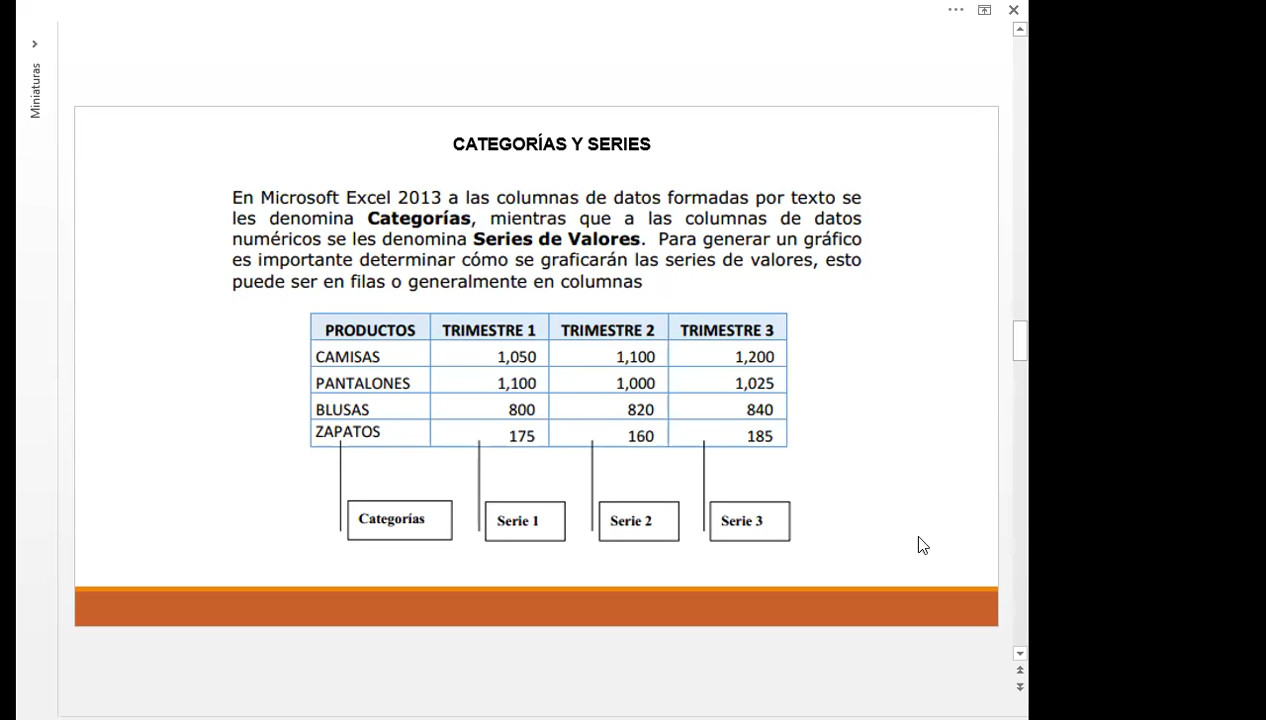 Miniaturas
CATEGORÍAS Y SERIES
En Microsoft Excel 2013 a las columnas de datos formadas por texto se
les denomina Categorías, mientras que a las columnas de datos
numéricos se les denomina Series de Valores. Para generar un gráfico
es importante determinar cómo se graficarán las series de valores, esto
puede ser en filas o generalmente en columnas
PRODUCTOS TRIMESTRE 1 TRIMESTRE 2 TRIMESTRE 3
CAMISAS 1,050 1,100 1,200
PANTALONES 1,100 1,000 1,025
BLUSAS 800 820 840
ZAPATOS 175 160 185
Categorías Serie 1 Serie 2 Serie 3